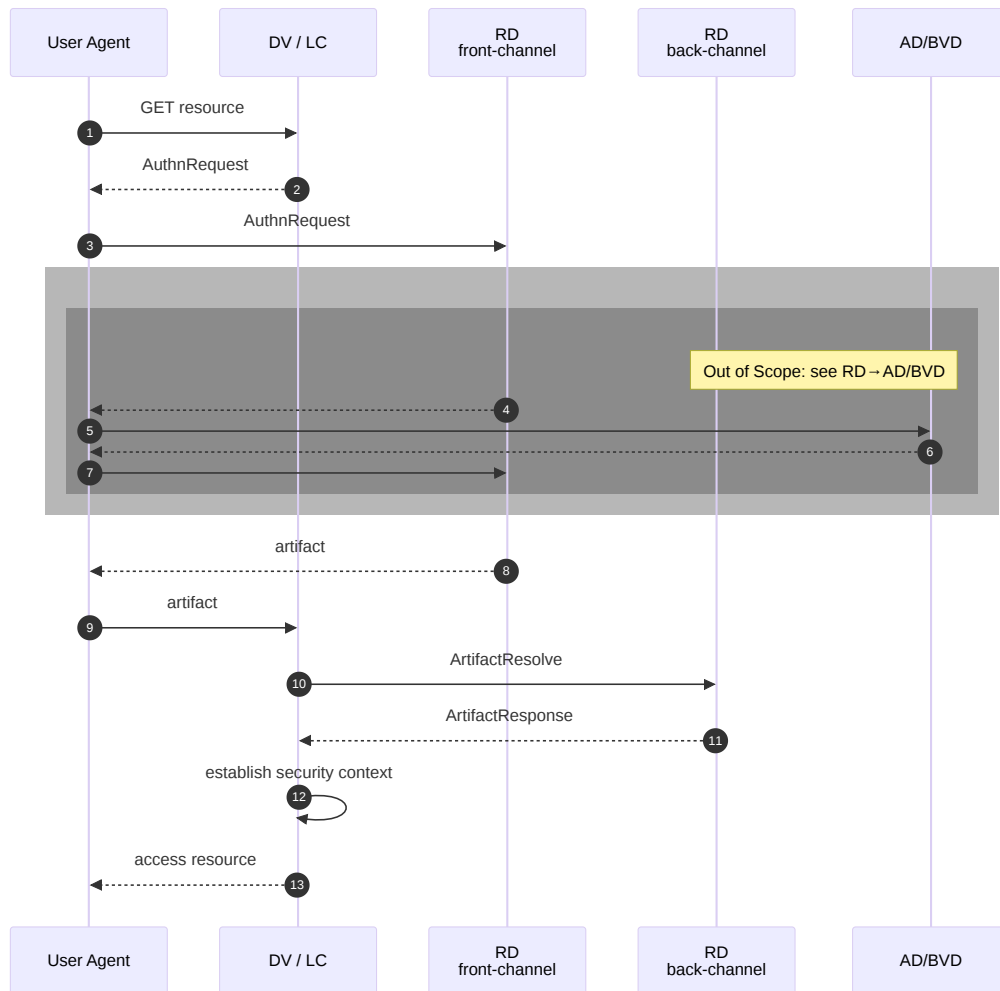 User Agent
DV / LC
RD
front-channel
RD
back-channel
AD/BVD
GET resource
1
AuthnRequest
2
AuthnRequest
3
Out of Scope: see RD→AD/BVD
4
5
6
7
artifact
8
artifact
9
ArtifactResolve
10
ArtifactResponse
11
establish security context
12
access resource
13
User Agent
DV / LC
RD
front-channel
RD
back-channel
AD/BVD